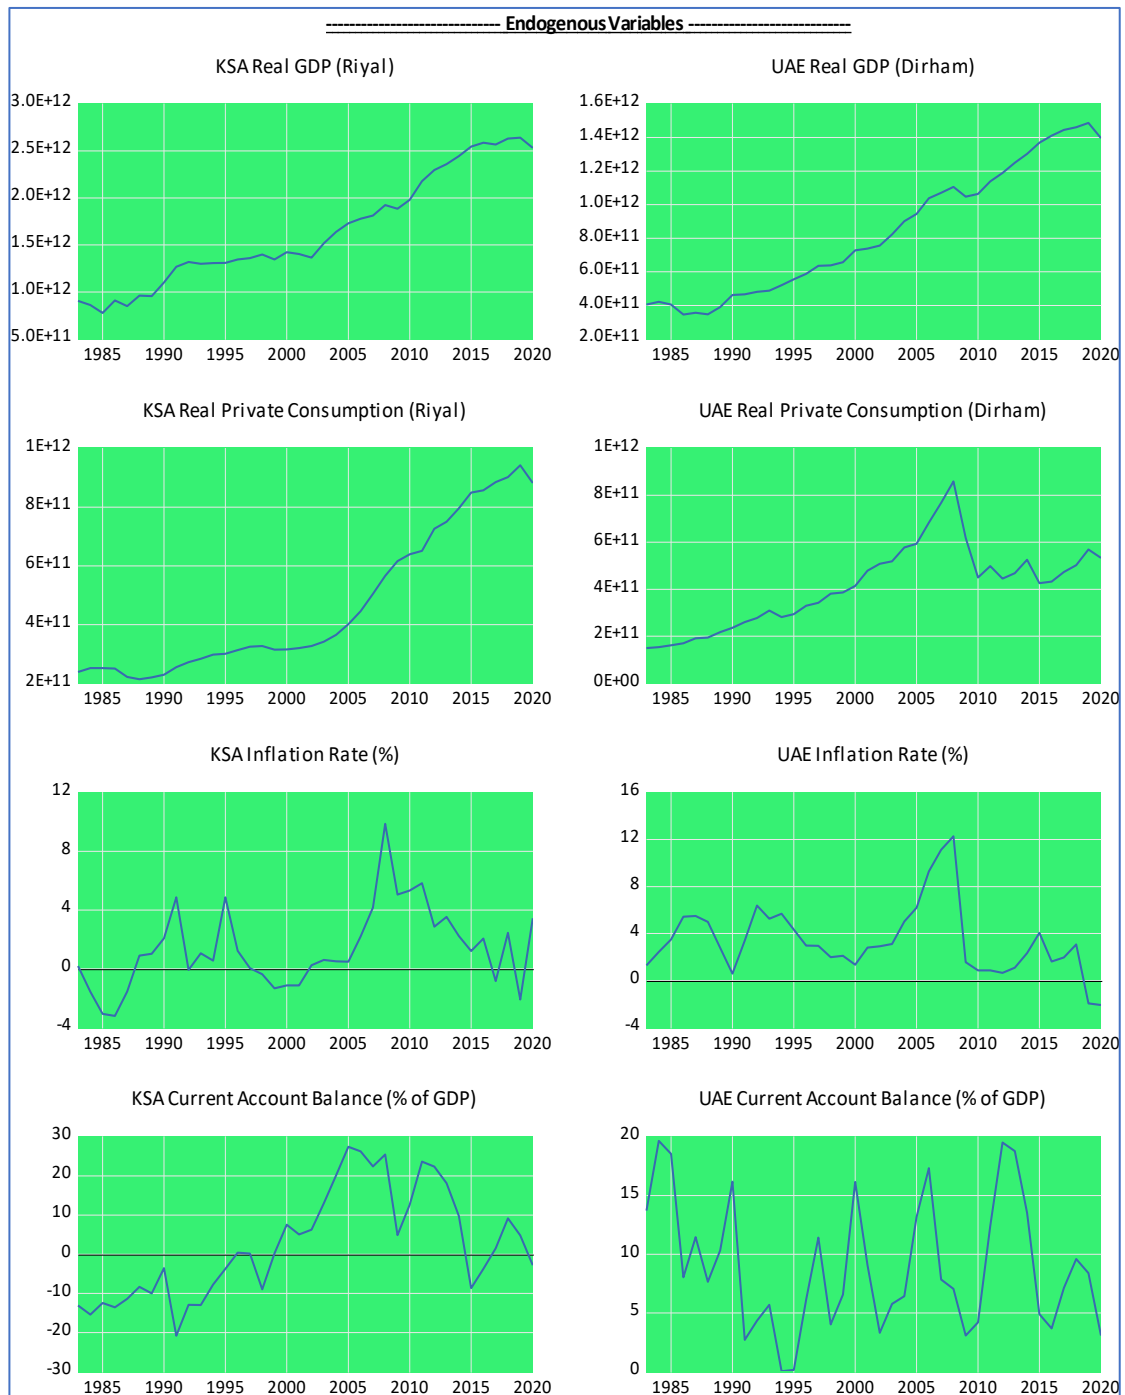 ------------------------------ Endogenous Variables ----------------------------
KSA Real GDP (Riyal)
3.0E+12
2.5E+12
2.0E+12
1.5E+12
1.0E+12
5.0E+11
1985 1990 1995 2000 2005 2010 2015 2020
UAE Real GDP (Dirham)
1.6E+12
1.4E+12
1.2E+12
1.0E+12
8.0E+11
6.0E+11
4.0E+11
2.0E+11
1985 1990 1995 2000 2005 2010 2015 2020
KSA Real Private Consumption (Riyal)
1E+12
8E+11
6E+11
4E+11
2E+11
1985 1990 1995 2000 2005 2010 2015 2020
UAE Real Private Consumption (Dirham)
1E+12
8E+11
6E+11
4E+11
2E+11
0E+00
1985 1990 1995 2000 2005 2010 2015 2020
KSA Inflation Rate (%)
12
8
4
0
-4
1985 1990 1995 2000 2005 2010 2015 2020
UAE Inflation Rate (%)
16
12
8
4
0
-4
1985 1990 1995 2000 2005 2010 2015 2020
KSA Current Account Balance (% of GDP)
30
20
10
0
-10
-20
-30
1985 1990 1995 2000 2005 2010 2015 2020
UAE Current Account Balance (% of GDP)
20
15
10
5
0
1985 1990 1995 2000 2005 2010 2015 2020